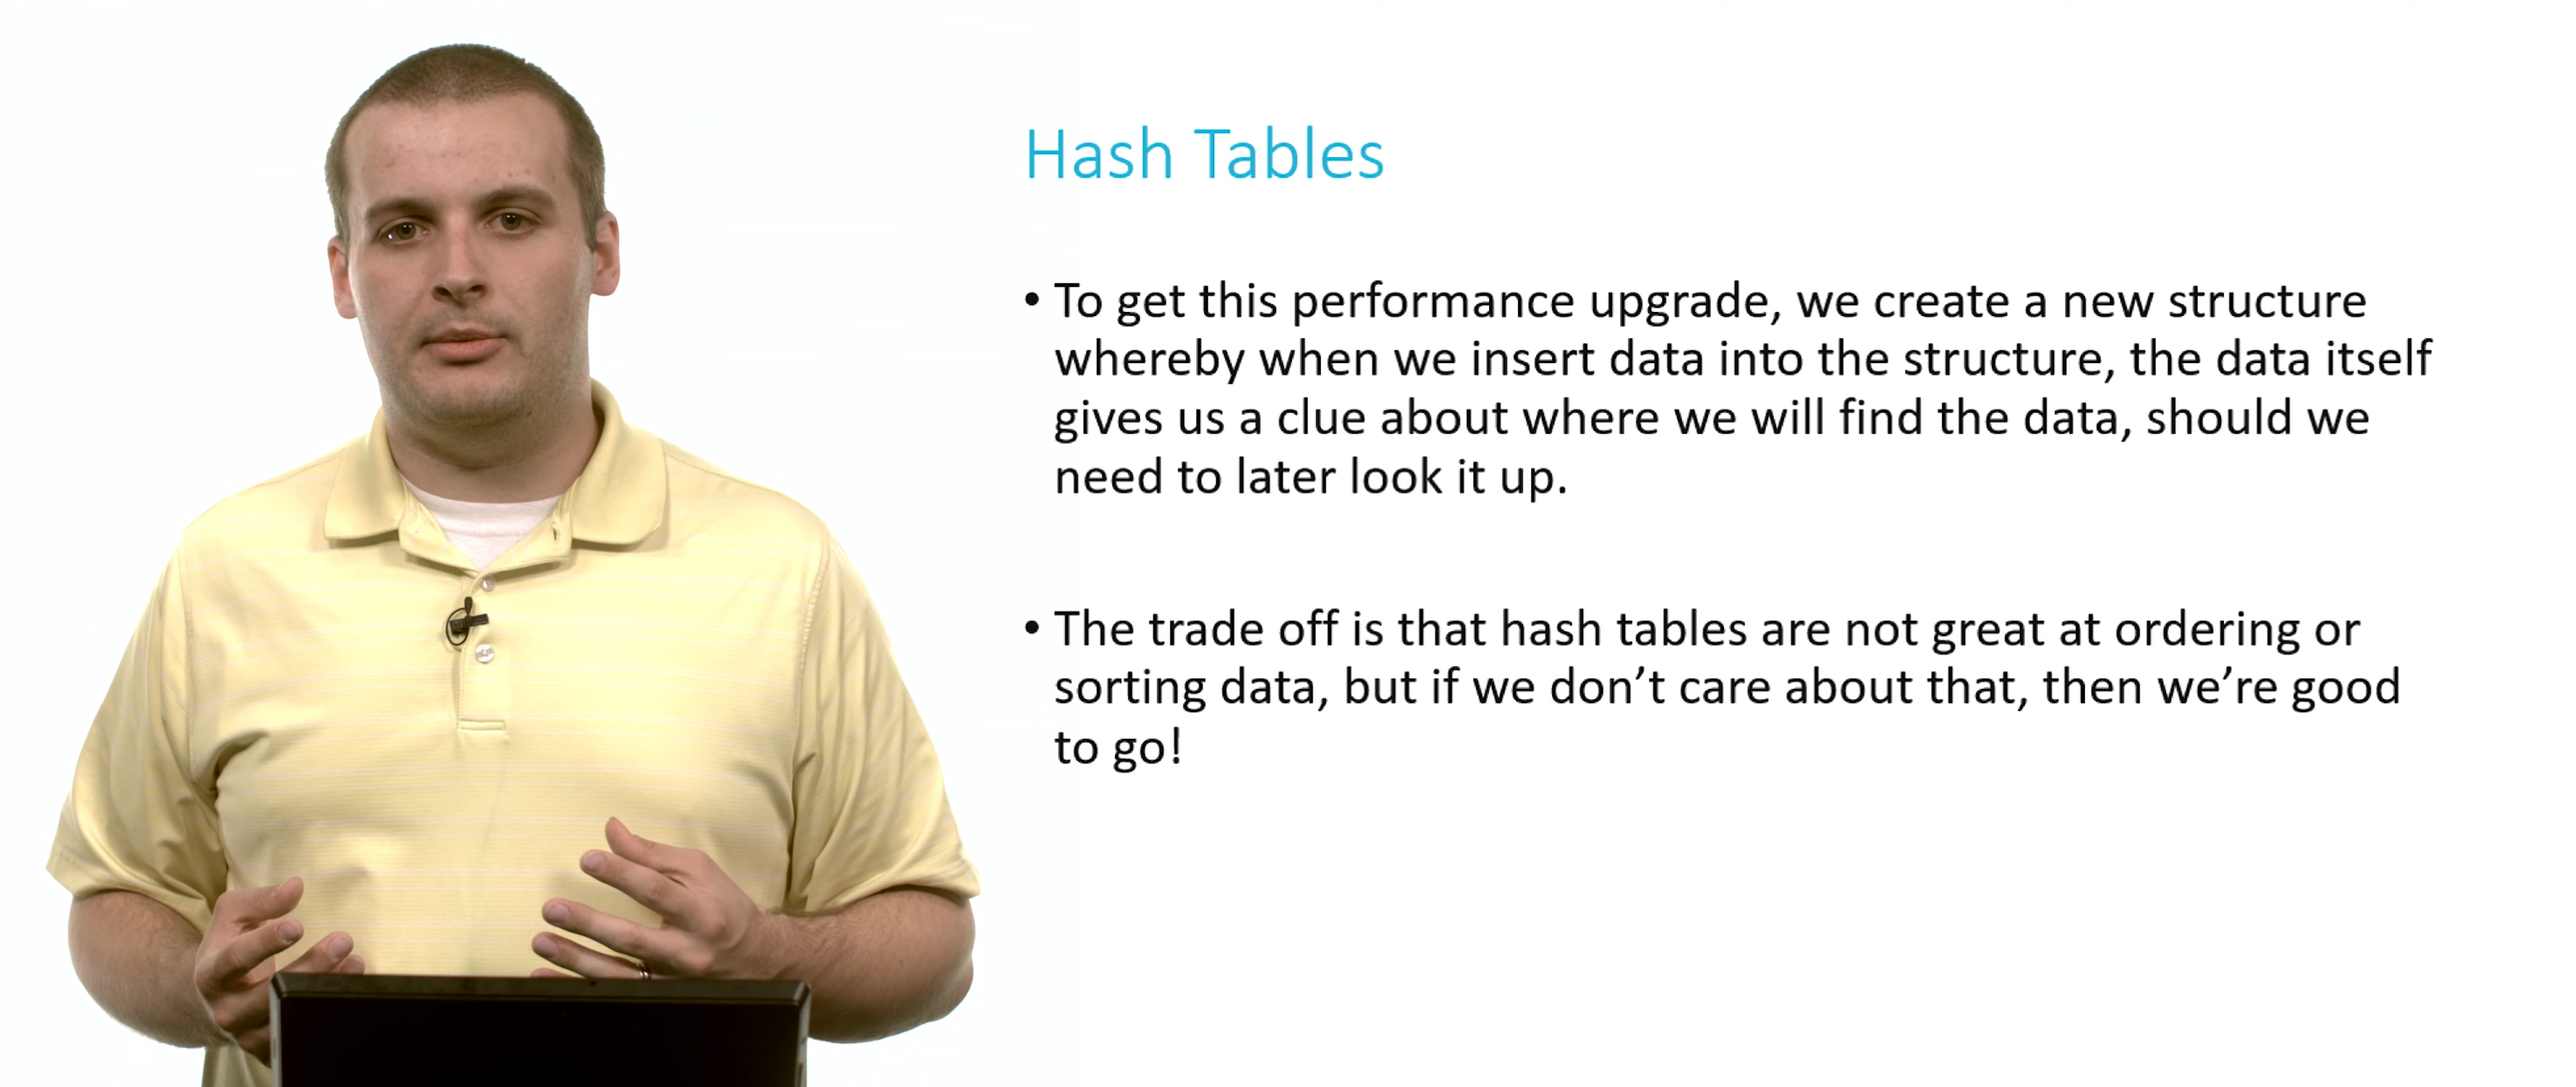 Hash Tables
• To get this performance upgrade, we create a new structure
whereby when we insert data into the structure, the data itself
gives us a clue about where we will find the data, should we
need to later look it up.
• The trade off is that hash tables are not great at ordering or
sorting data, but if we don’t care about that, then we’re good
to go!